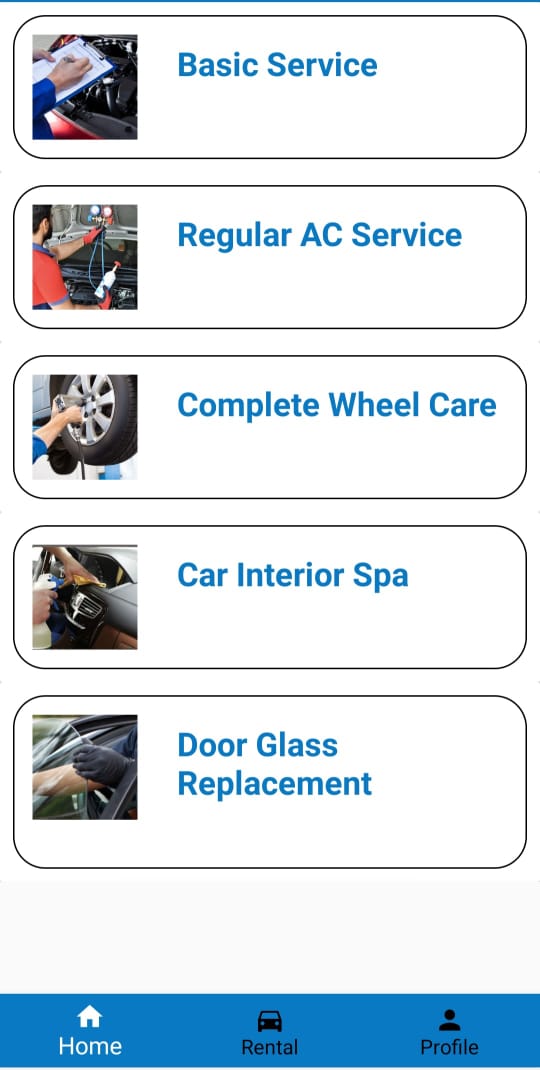 Basic Service
Regular AC Service
Complete Wheel Care
Car Interior Spa
Door Glass
Replacement
Home
Rental
Profile